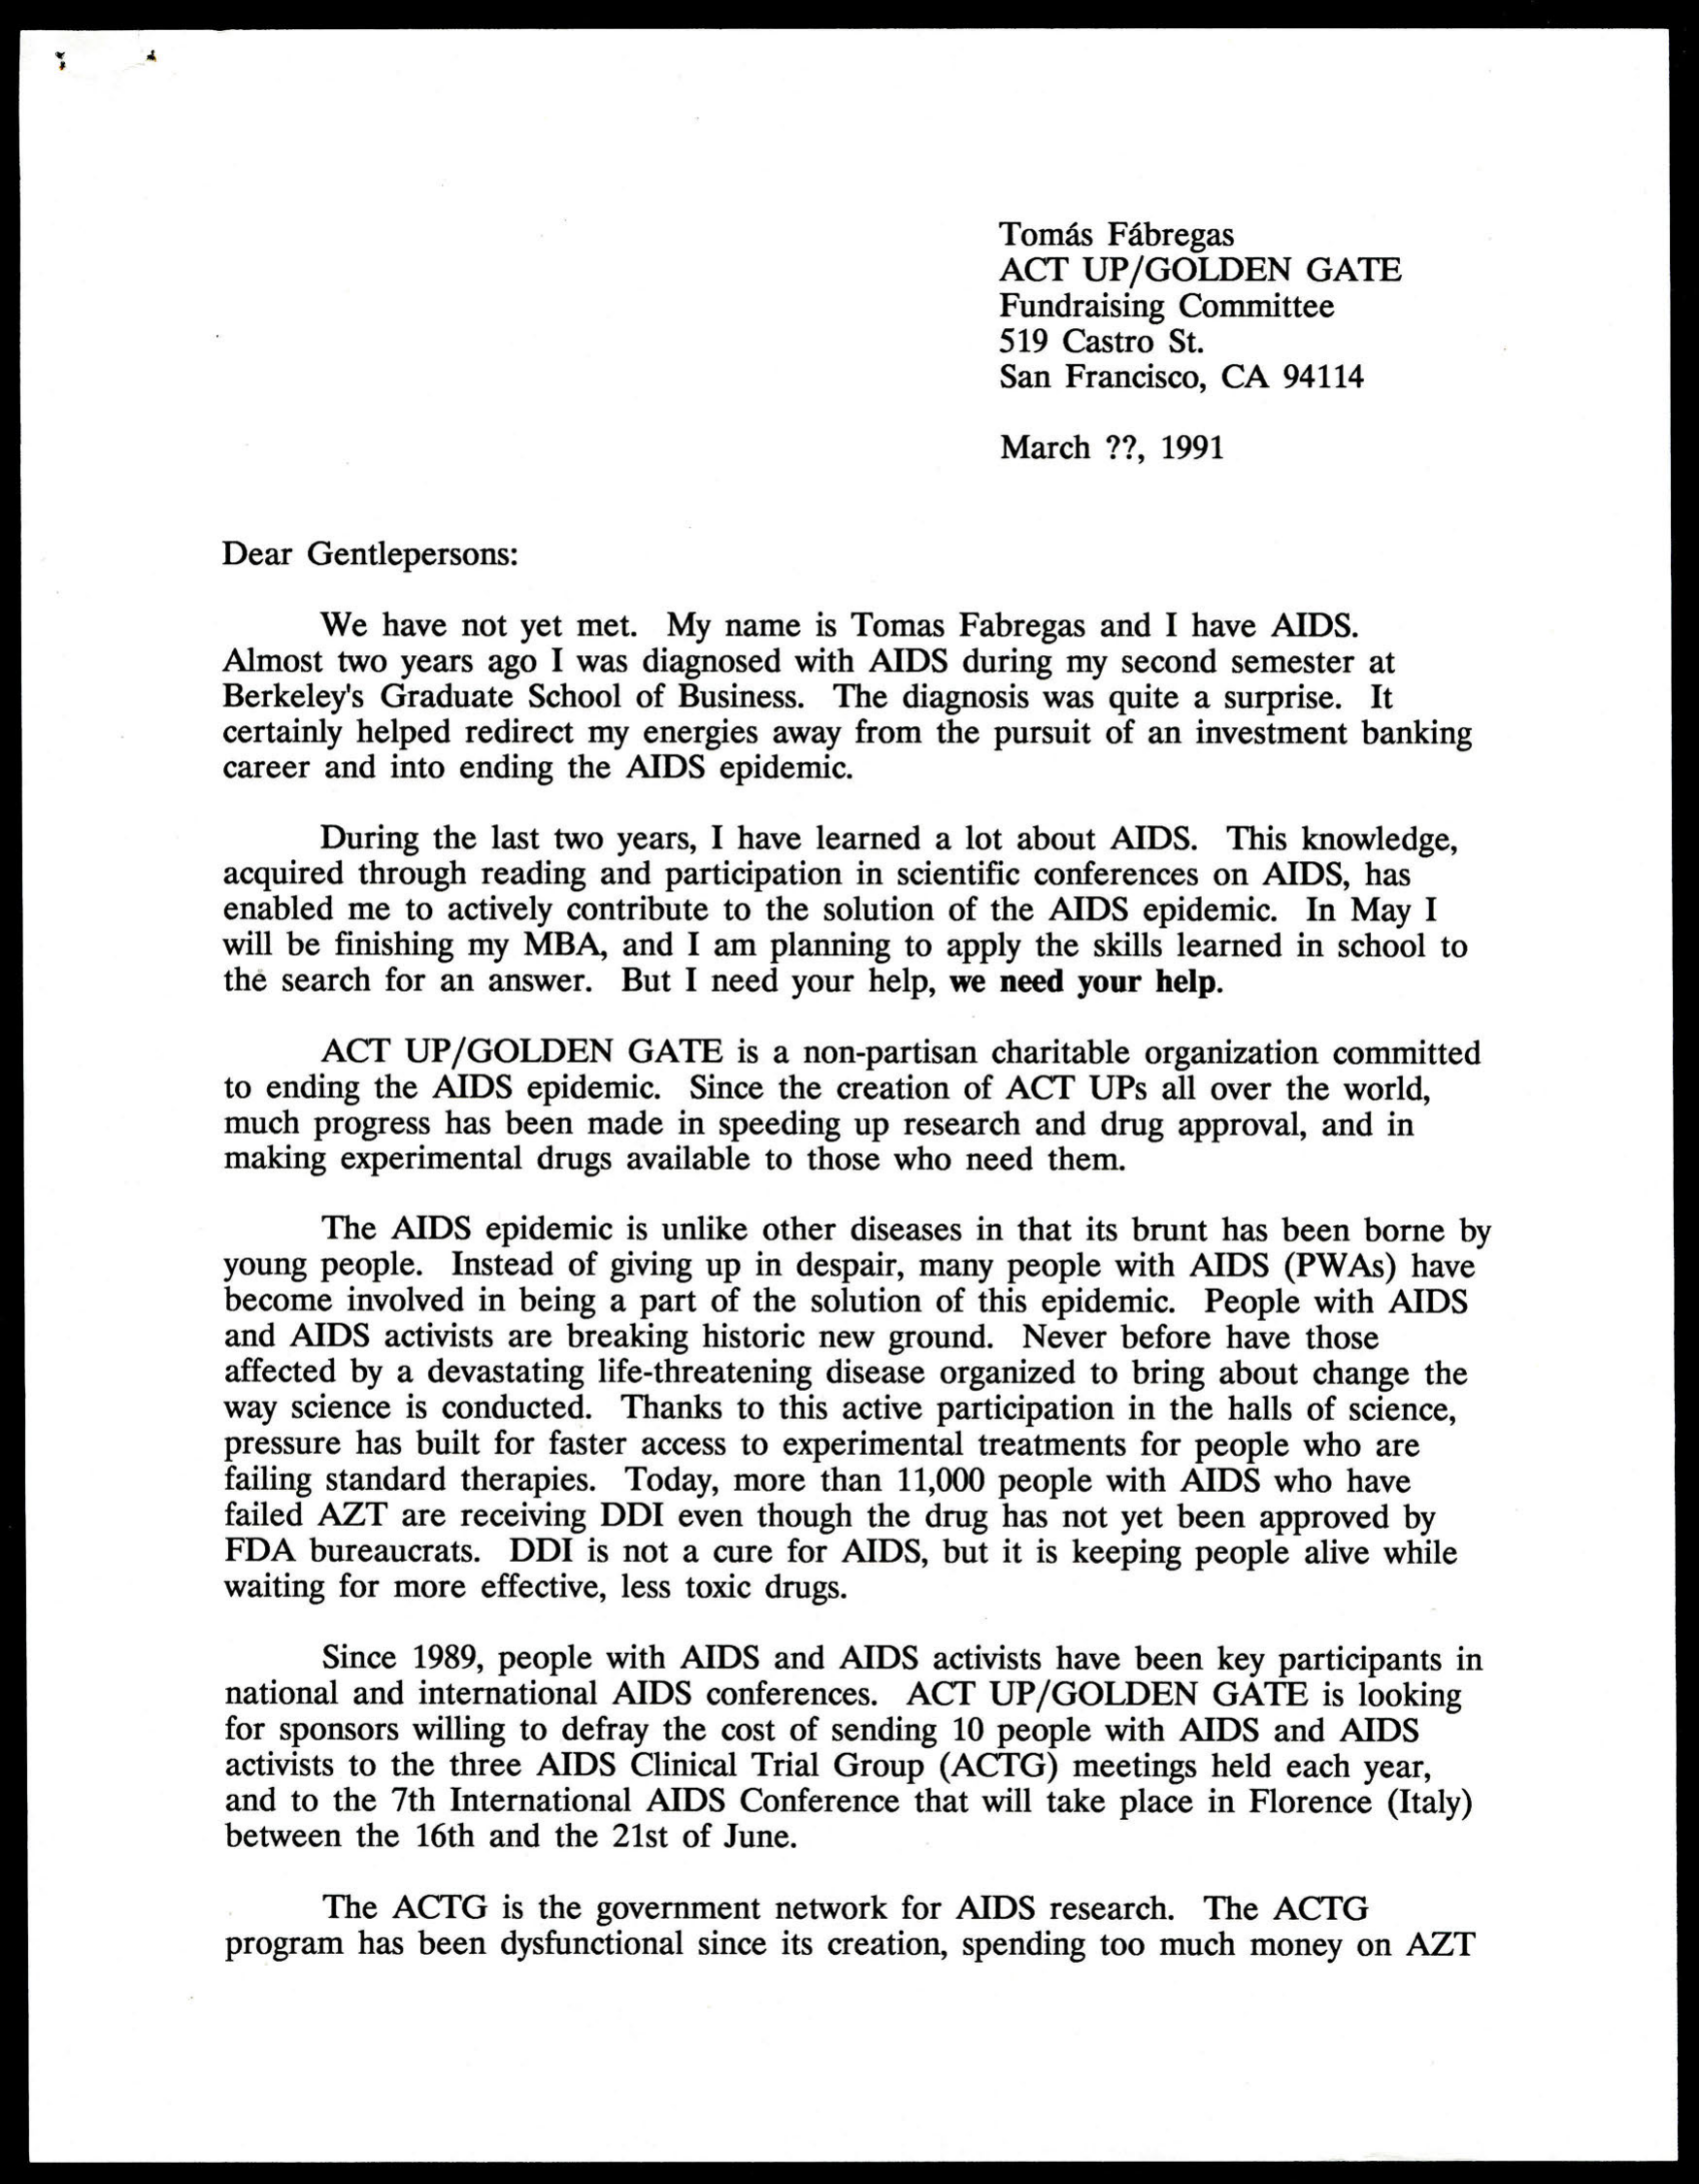 Tomás Fábregas
ACT UP/GOLDEN GATE
Fundraising Committee
519 Castro St.
San Francisco, CA 94114
March ??, 1991
Dear Gentlepersons:
We have not yet met. My name is Tomas Fabregas and I have AIDS.
Almost two years ago I was diagnosed with AIDS during my second semester at
Berkeley's Graduate School of Business. The diagnosis was quite a surprise. It
certainly helped redirect my energies away from the pursuit of an investment banking
career and into ending the AIDS epidemic.
During the last two years, I have learned a lot about AIDS. This knowledge,
acquired through reading and participation in scientific conferences on AIDS, has
enabled me to actively contribute to the solution of the AIDS epidemic. In May I
will be finishing my MBA, and I am planning to apply the skills learned in school to
the search for an answer. But I need your help, we need your help.
ACT UP/GOLDEN GATE is a non-partisan charitable organization committed
to ending the AIDS epidemic. Since the creation of ACT UPs all over the world,
much progress has been made in speeding up research and drug approval, and in
making experimental drugs available to those who need them.
The AIDS epidemic is unlike other diseases in that its brunt has been borne by
young people. Instead of giving up in despair, many people with AIDS (PWAs) have
become involved in being a part of the solution of this epidemic. People with AIDS
and AIDS activists are breaking historic new ground. Never before have those
affected by a devastating life-threatening disease organized to bring about change the
way science is conducted. Thanks to this active participation in the halls of science,
pressure has built for faster access to experimental treatments for people who are
failing standard therapies. Today, more than 11,000 people with AIDS who have
failed AZT are receiving DDI even though the drug has not yet been approved by
FDA bureaucrats. DDI is not a cure for AIDS, but it is keeping people alive while
waiting for more effective, less toxic drugs.
Since 1989, people with AIDS and AIDS activists have been key participants in
national and international AIDS conferences. ACT UP/GOLDEN GATE is looking
for sponsors willing to defray the cost of sending 10 people with AIDS and AIDS
activists to the three AIDS Clinical Trial Group (ACTG) meetings held each year,
and to the 7th International AIDS Conference that will take place in Florence (Italy)
between the 16th and the 21st of June.
The ACTG is the government network for AIDS research. The ACTG
program has been dysfunctional since its creation, spending too much money on AZT